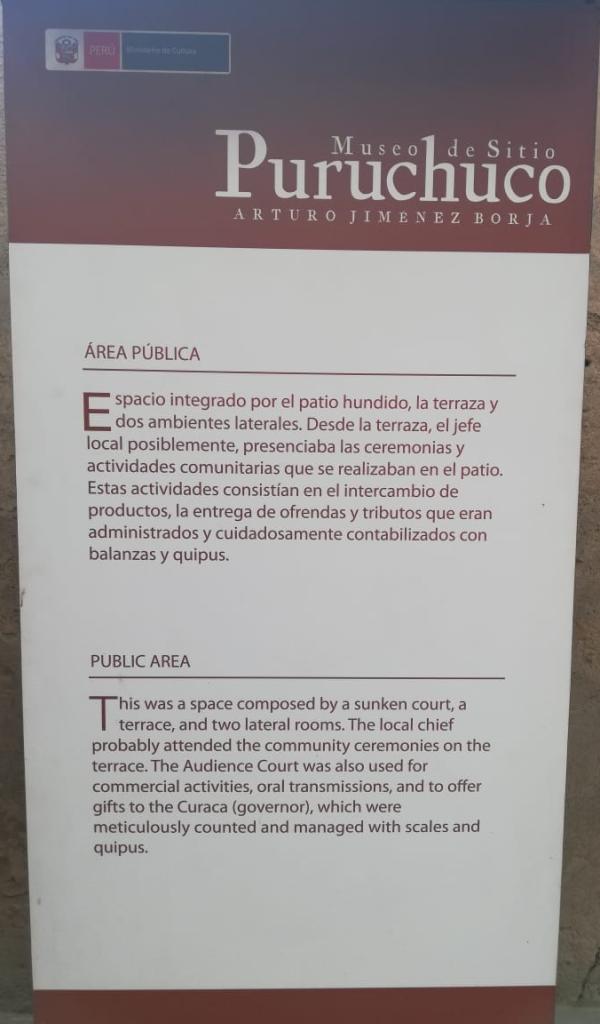 PERÚ Ministerio de Cultura
Museo de Sitio
Puruchuco
ARTURO JIMÉNEZ BORJA
ÁREA PÚBLICA
Espacio integrado por el patio hundido, la terraza y
dos ambientes laterales. Desde la terraza, el jefe
local posiblemente, presenciaba las ceremonias y
actividades comunitarias que se realizaban en el patio.
Estas actividades consistían en el intercambio de
productos, la entrega de ofrendas y tributos que eran
administrados y cuidadosamente contabilizados con
balanzas y quipus.
PUBLIC AREA
This was a space composed by a sunken court, a
terrace, and two lateral rooms. The local chief
probably attended the community ceremonies on the
terrace. The Audience Court was also used for
commercial activities, oral transmissions, and to offer
gifts to the Curaca (governor), which were
meticulously counted and managed with scales and
quipus.